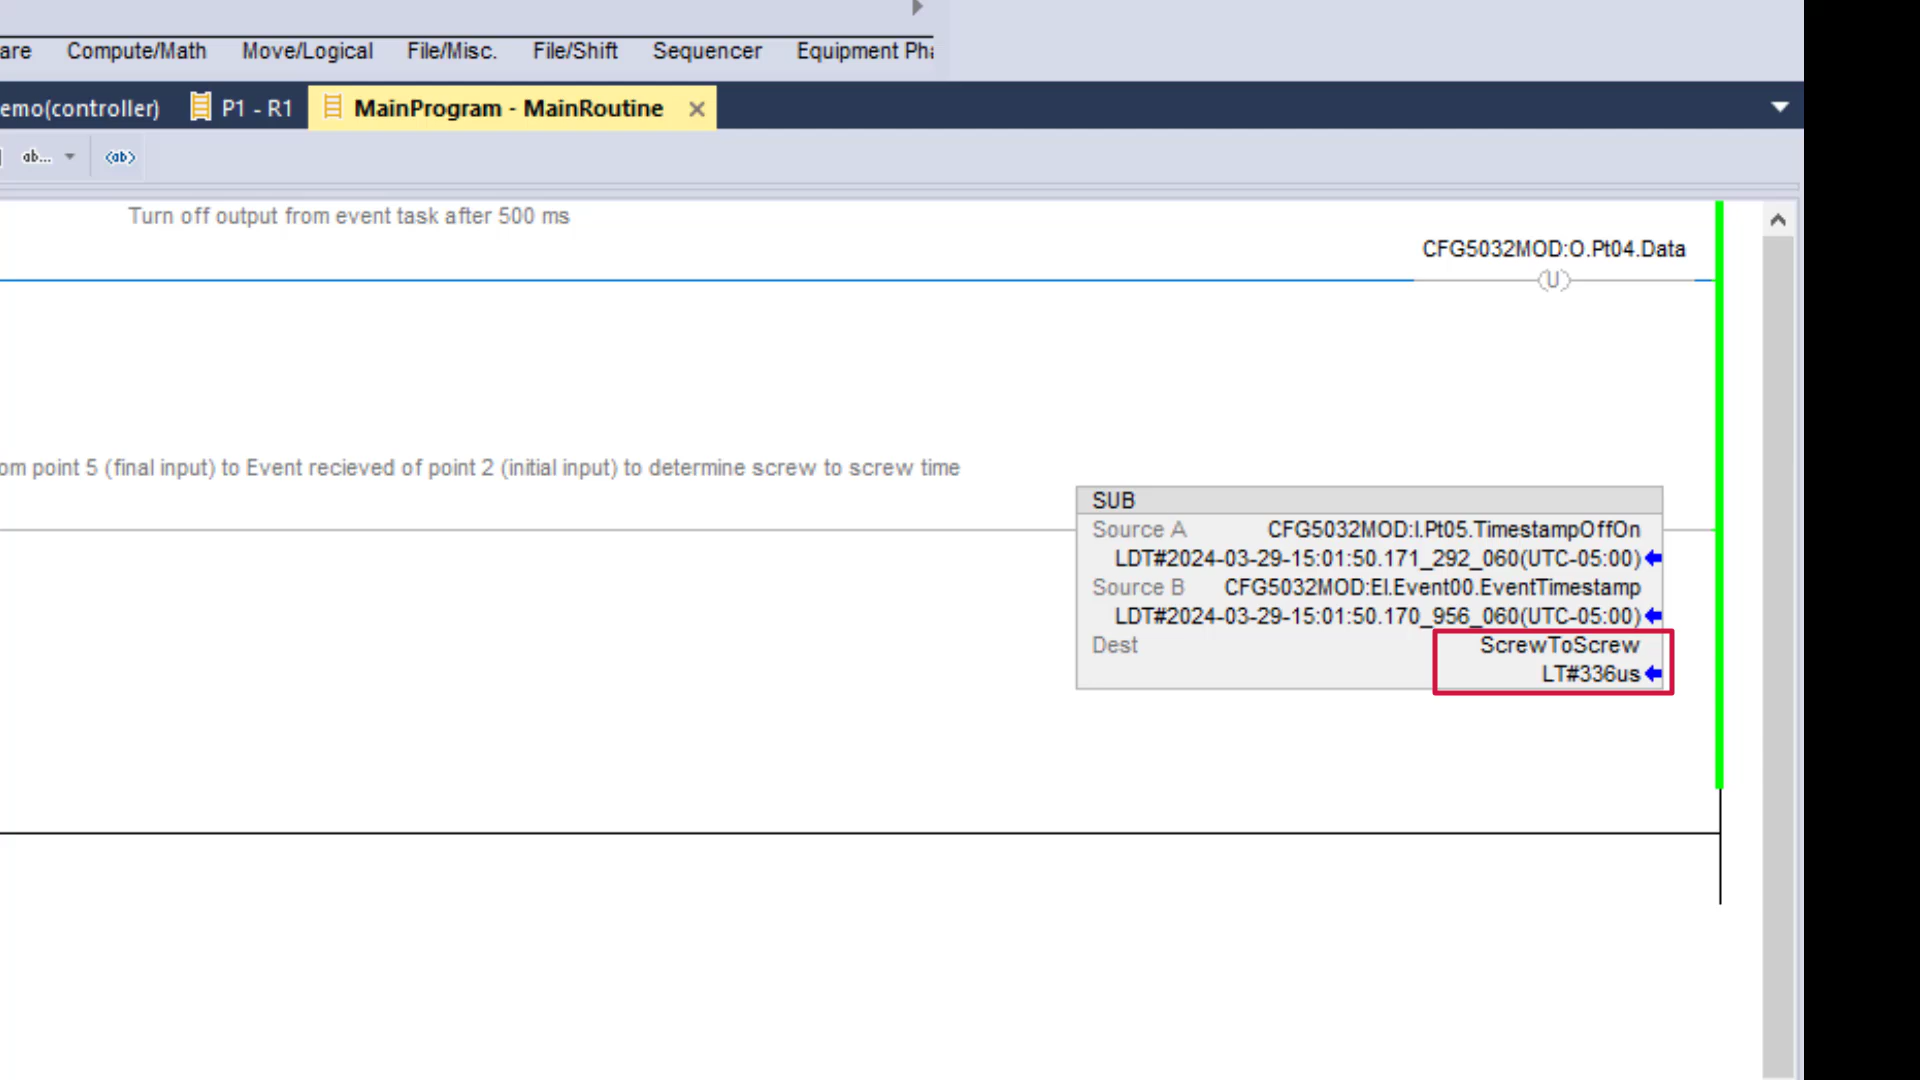 are Compute/Math Move/Logical File/Misc. File/Shift Sequencer Equipment Pha
emo(controller) P1 - R1 MainProgram - MainRoutine
ab... <ab>
Turn off output from event task after 500 ms
CFG5032MOD:O.Pt04.Data
(U)
om point 5 (final input) to Event recieved of point 2 (initial input) to determine screw to screw time
SUB
Source A CFG5032MOD:I.Pt05.TimestampOffOn
LDT#2024-03-29-15:01:50.171_292_060(UTC-05:00)
Source B CFG5032MOD:EI.Event00.EventTimestamp
LDT#2024-03-29-15:01:50.170_956_060(UTC-05:00)
Dest ScrewToScrew
LT#336us